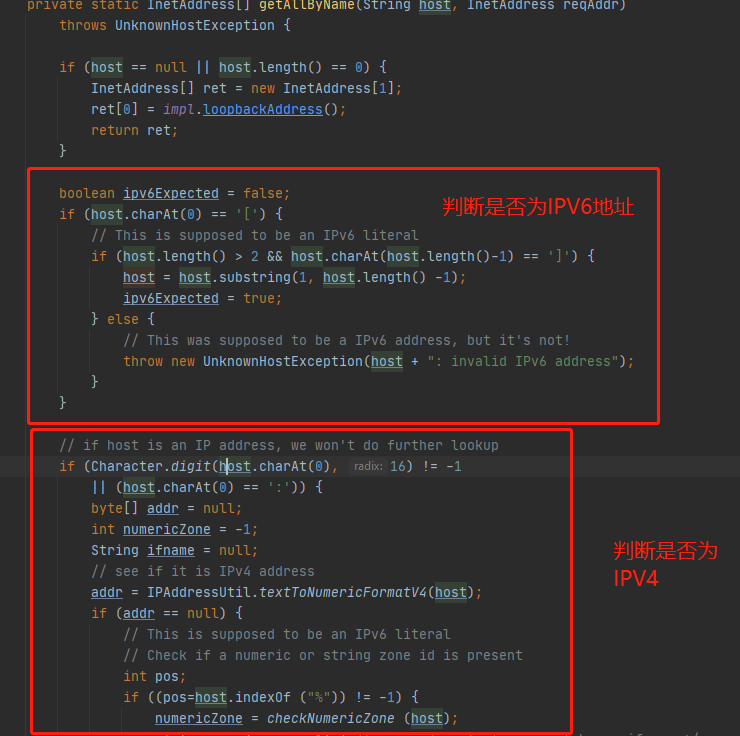 private static InetAddress[] getAllByName(String host, InetAddress reqAddr)
throws UnknownHostException {
if (host == null || host.length() == 0) {
InetAddress[] ret = new InetAddress[1];
ret[0] = impl.loopbackAddress();
return ret;
}
boolean ipv6Expected = false;
if (host.charAt(0) == '[') {
判断是否为IPV6地址
// This is supposed to be an IPv6 literal
if (host.length() > 2 && host.charAt(host.length()-1) == ']') {
host = host.substring(1, host.length() -1);
ipv6Expected = true;
} else {
// This was supposed to be a IPv6 address, but it's not!
throw new UnknownHostException(host + ": invalid IPv6 address");
}
}
// if host is an IP address, we won't do further lookup
if (Character.digit(host.charAt(0), radix: 16) != -1
|| (host.charAt(0) == ':')) {
byte[] addr = null;
int numericZone = -1;
String ifname = null;
// see if it is IPv4 address
addr = IPAddressUtil.textToNumericFormatV4(host);
if (addr == null) {
判断是否为
IPV4
// This is supposed to be an IPv6 literal
// Check if a numeric or string zone id is present
int pos;
if ((pos=host.indexOf ("%")) != -1) {
numericZone = checkNumericZone (host);